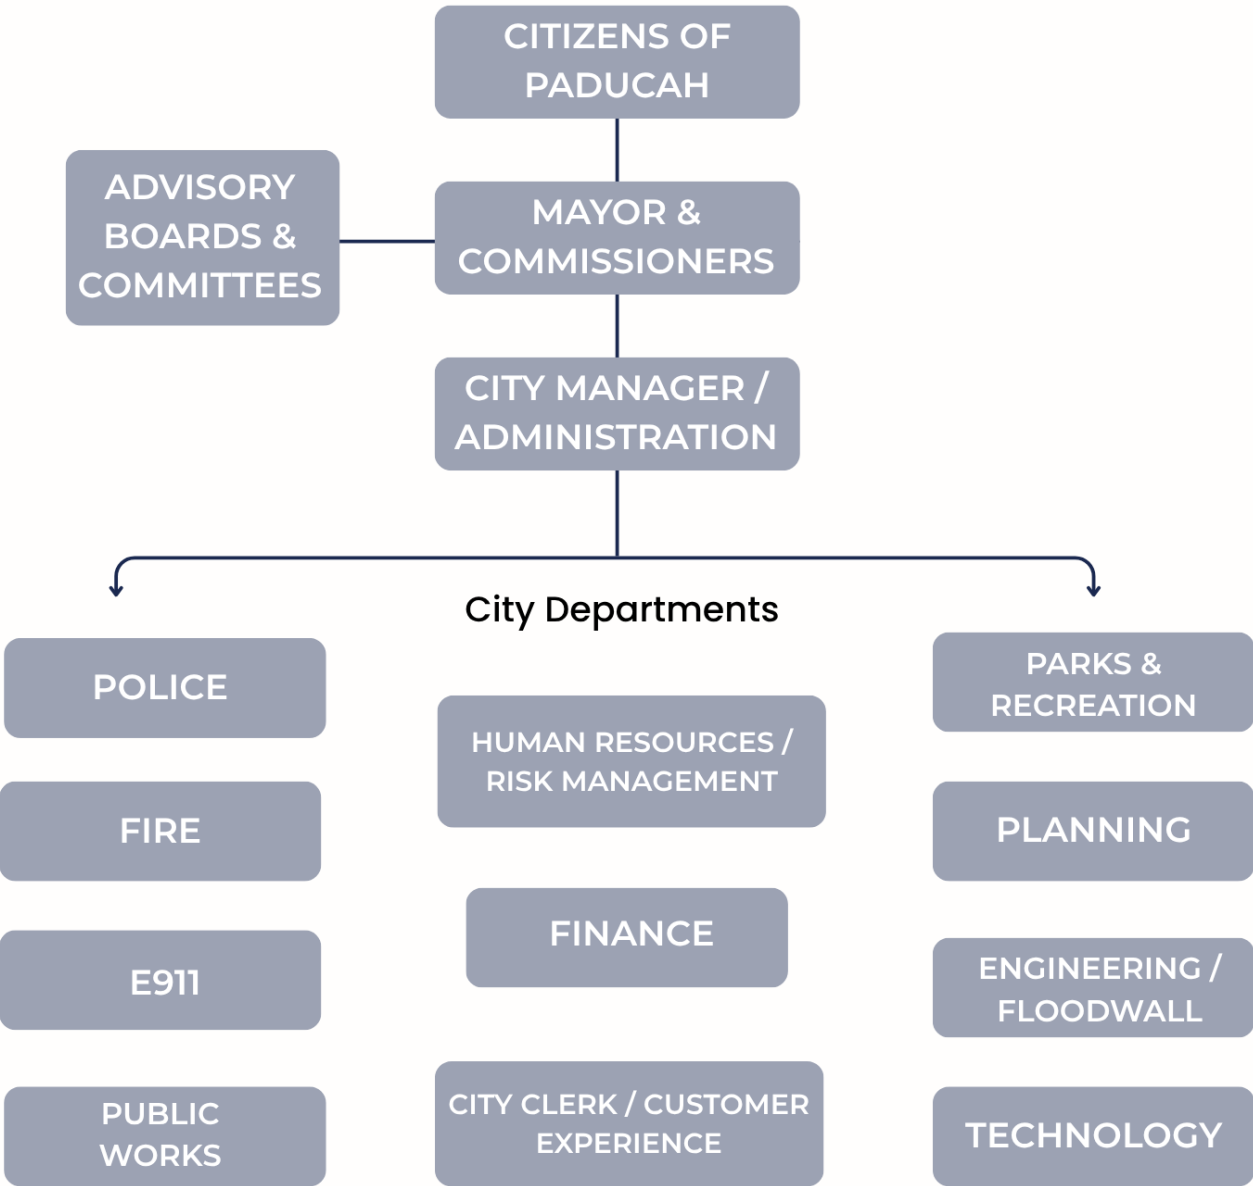 CITIZENS OF
PADUCAH
ADVISORY
BOARDS &
COMMITTEES
MAYOR &
COMMISSIONERS
CITY MANAGER /
ADMINISTRATION
City Departments
POLICE
FIRE
E911
PUBLIC
WORKS
HUMAN RESOURCES /
RISK MANAGEMENT
FINANCE
CITY CLERK / CUSTOMER
EXPERIENCE
PARKS &
RECREATION
PLANNING
ENGINEERING /
FLOODWALL
TECHNOLOGY